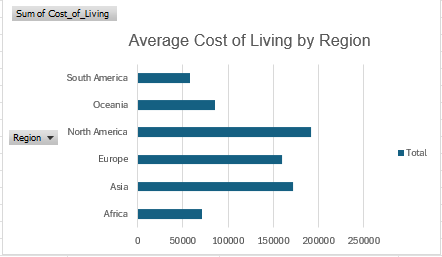 Sum of Cost_of_Living
Average Cost of Living by Region
South America
Oceania
North America
Region
Europe
Total
Asia
Africa
0 50000 100000 150000 200000 250000